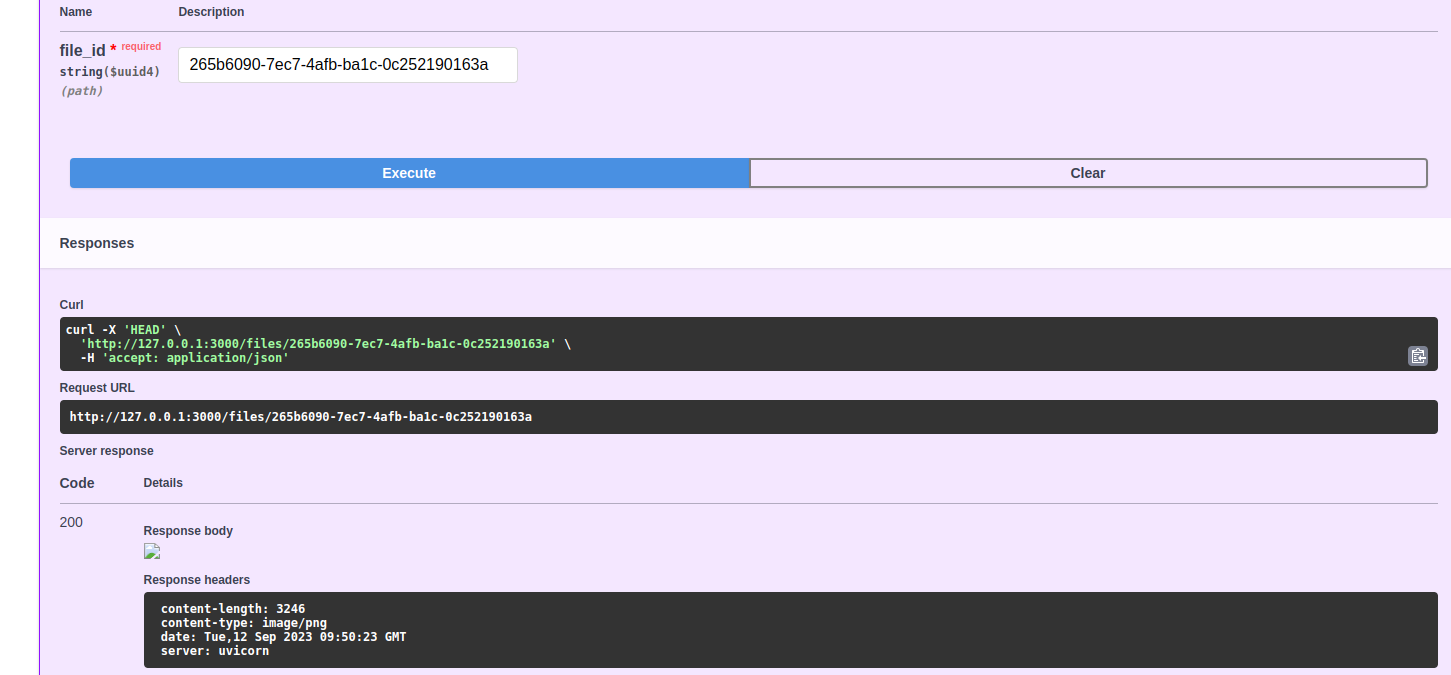 Name Description
file_id * required
string($uuid4)
(path)
265b6090-7ec7-4afb-ba1c-0c252190163a
Execute Clear
Responses
Curl
curl -X 'HEAD' \
'http://127.0.0.1:3000/files/265b6090-7ec7-4afb-ba1c-0c252190163a' \
-H 'accept: application/json'
Request URL
http://127.0.0.1:3000/files/265b6090-7ec7-4afb-ba1c-0c252190163a
Server response
Code Details
200
Response body
Response headers
content-length: 3246
content-type: image/png
date: Tue,12 Sep 2023 09:50:23 GMT
server: uvicorn